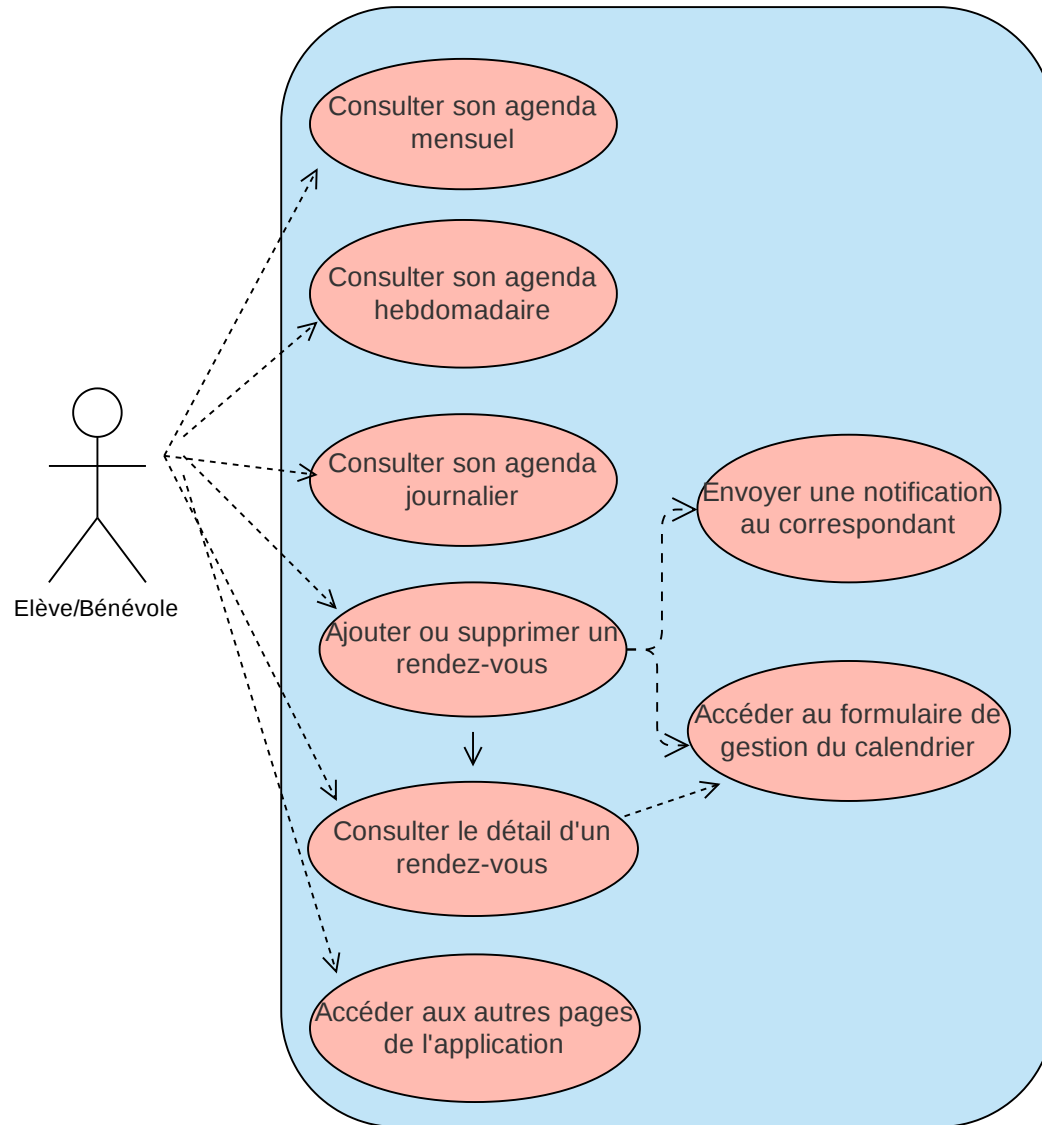 Consulter son agenda
mensuel
Consulter son agenda
hebdomadaire
Consulter son agenda
journalier
Envoyer une notification
au correspondant
Elève/Bénévole
Ajouter ou supprimer un
rendez-vous
Accéder au formulaire de
gestion du calendrier
Consulter le détail d'un
rendez-vous
Accéder aux autres pages
de l'application